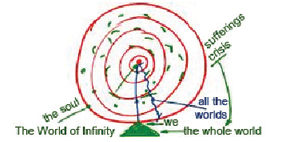 sufferings
crisis
the soul
all the
worlds
we
The World of Infinity
the whole world